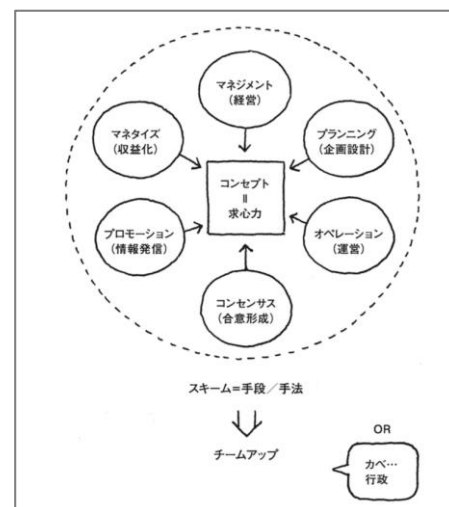 マネジメント
(経営)
マネタイズ
(収益化)
プランニング
(企画設計)
コンセプト
=
求心力
プロモーション
(情報発信)
オペレーション
(運営)
コンセンサス
(合意形成)
スキーム=手段/手法
チームアップ
OR
カベ…
行政